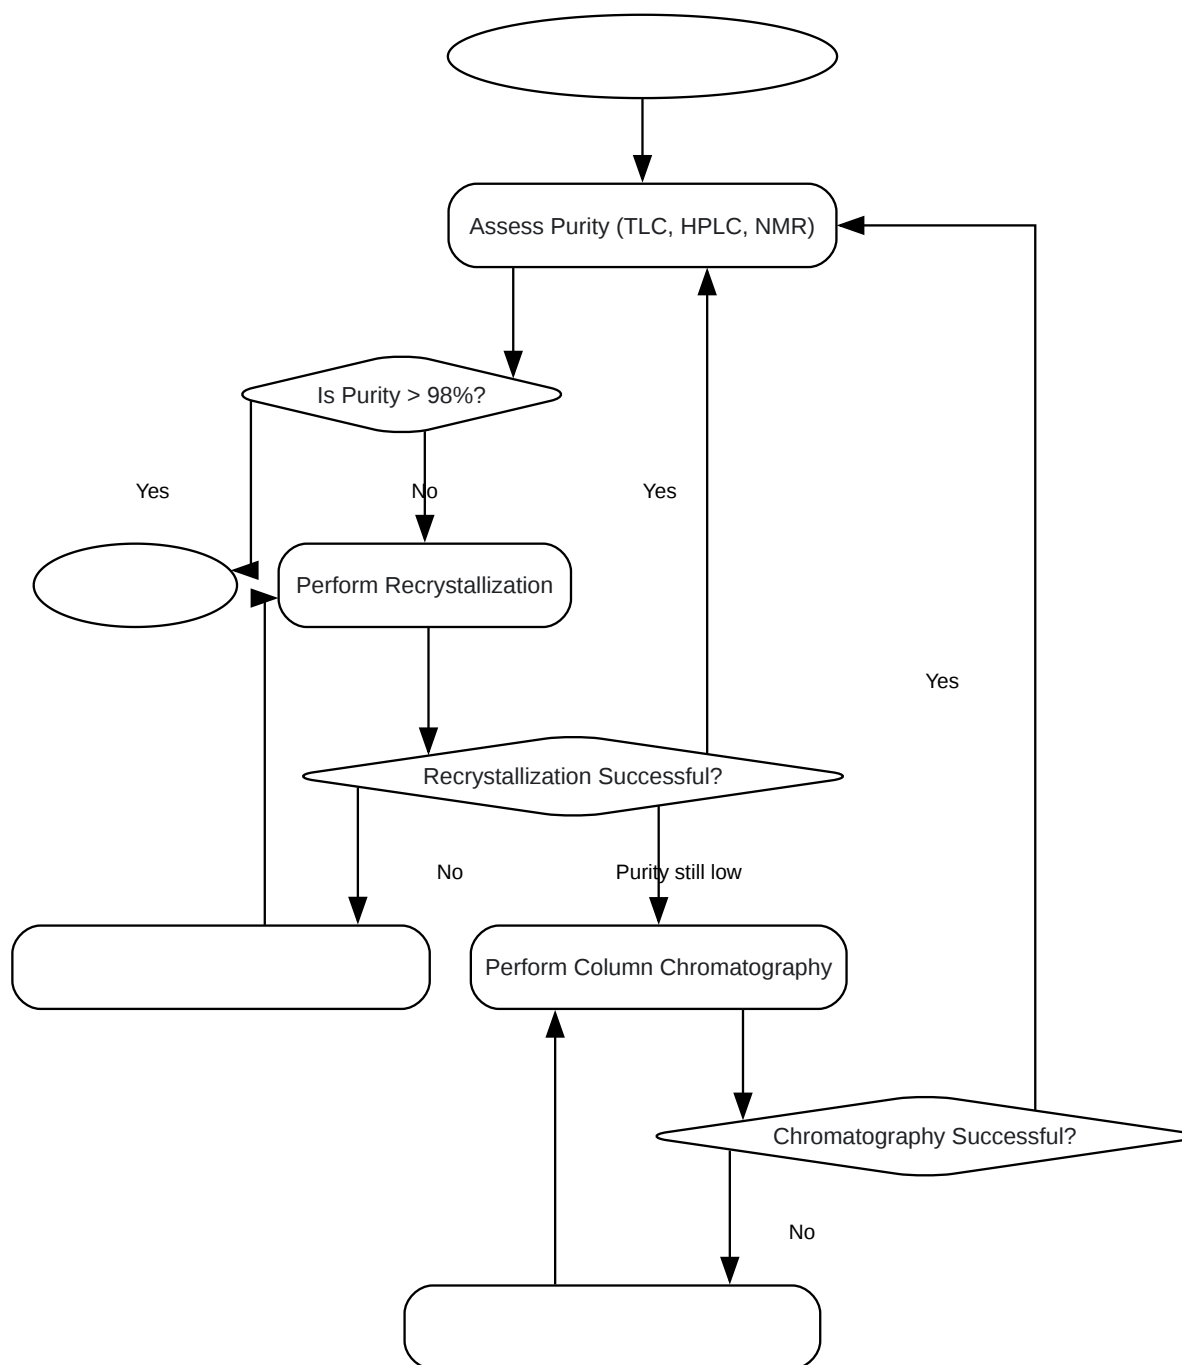 Assess Purity (TLC, HPLC, NMR)
Is Purity > 98%?
Yes
No
Yes
Perform Recrystallization
Yes
Recrystallization Successful?
No
Purity still low
Perform Column Chromatography
Chromatography Successful?
No